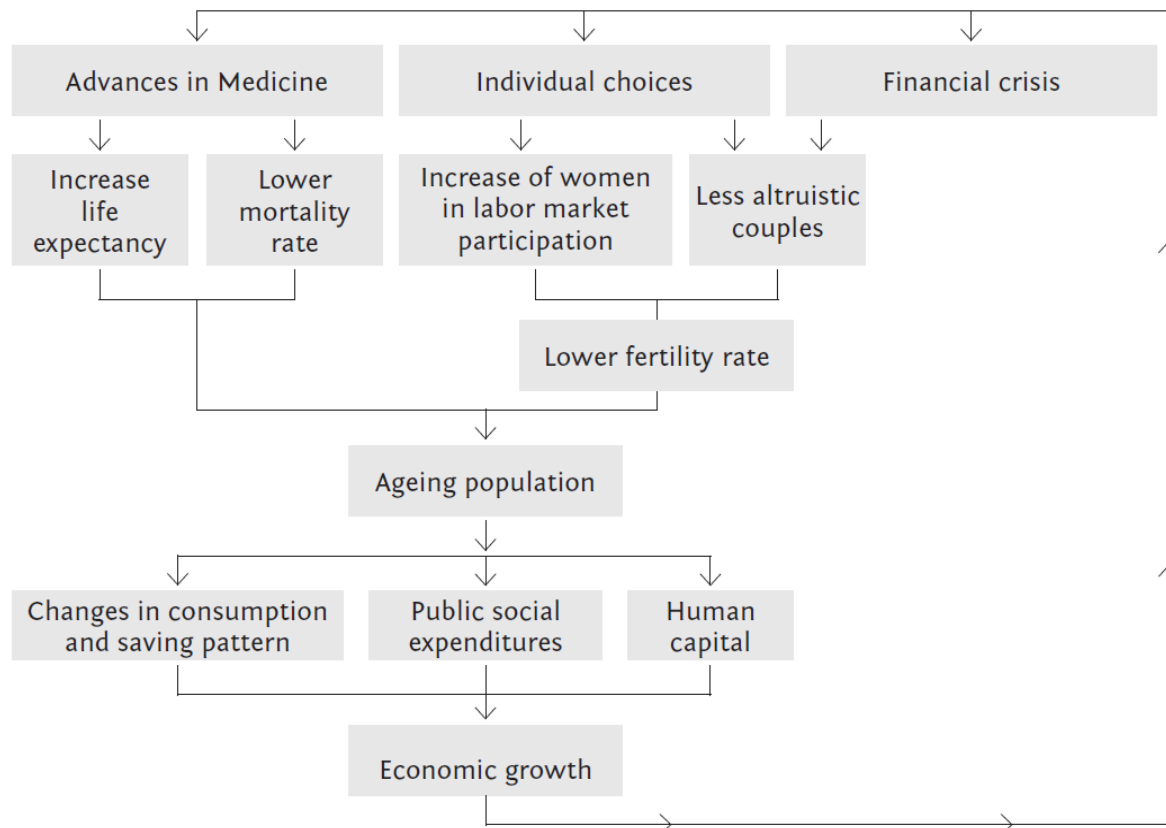 Advances in Medicine
Individual choices
Financial crisis
Increase
life
expectancy
Lower
mortality
rate
Increase of women
in labor market
participation
Less altruistic
couples
Lower fertility rate
Ageing population
Changes in consumption
and saving pattern
Public social
expenditures
Human
capital
Economic growth